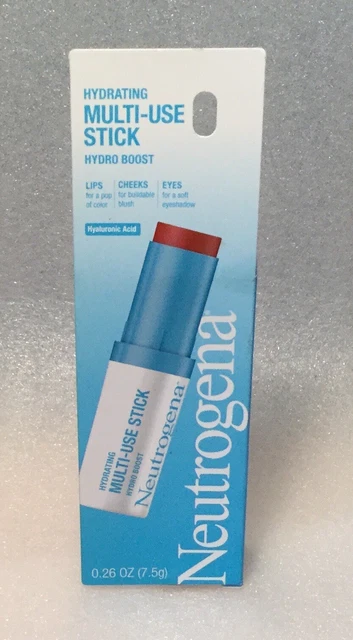 HYDRATING
MULTI-USE
STICK
HYDRO BOOST
LIPS
for a pop
of color
CHEEKS
for buildable
blush
EYES
for a soft
eyeshadow
Hyaluronic Acid
HYDRATING
MULTI-USE STICK
HYDRO BOOST
Neutrogena
Neutrogena
0.26 OZ (7.5g)